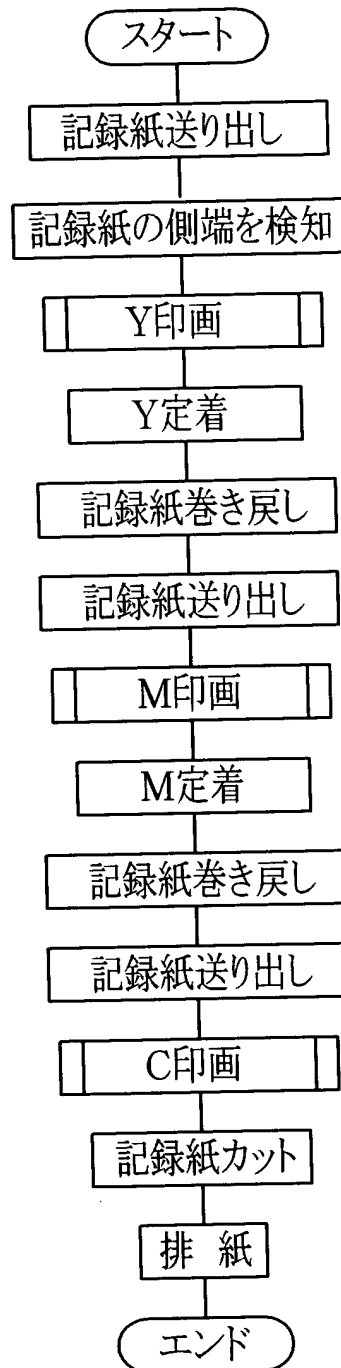 スタート
記録紙送り出し
記録紙の側端を検知
Y印画
Y定着
記録紙巻き戻し
記録紙送り出し
M印画
M定着
記録紙巻き戻し
記録紙送り出し
C印画
記録紙カット
排 紙
エンド